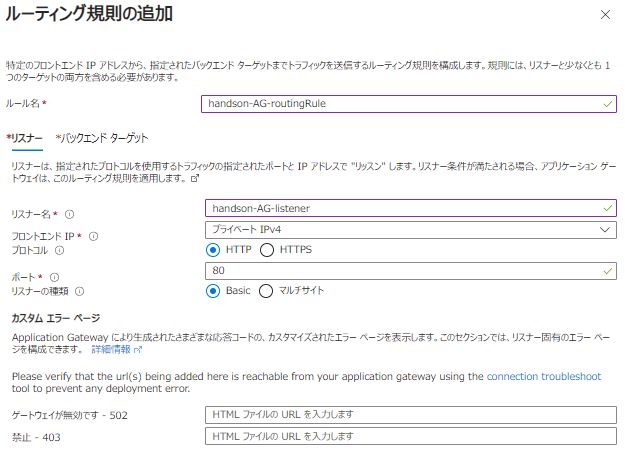 ルーティング規則の追加
特定のフロントエンド IP アドレスから、指定されたバックエンド ターゲットまでトラフィックを送信するルーティング規則を構成します。規則には、リスナーと少なくとも 1
つのターゲットの両方を含める必要があります。
ルール名 * handson-AG-routingRule
*リスナー *バックエンド ターゲット
リスナーは、指定されたプロトコルを使用するトラフィックの指定されたポートと IP アドレスで "リッスン" します。リスナー条件が満たされる場合、アプリケーション ゲー
トウェイは、このルーティング規則を適用します。
リスナー名 * handson-AG-listener
フロントエンド IP * プライベート IPv4
プロトコル HTTP HTTPS
ポート * 80
リスナーの種類 Basic マルチサイト
カスタム エラー ページ
Application Gateway により生成されたさまざまな応答コードの、カスタマイズされたエラー ページを表示します。このセクションでは、リスナー固有のエラー ペー
ジを構成できます。 詳細情報
Please verify that the url(s) being added here is reachable from your application gateway using the connection troubleshoot
tool to prevent any deployment error.
ゲートウェイが無効です - 502 HTML ファイルの URL を入力します
禁止 - 403 HTML ファイルの URL を入力します